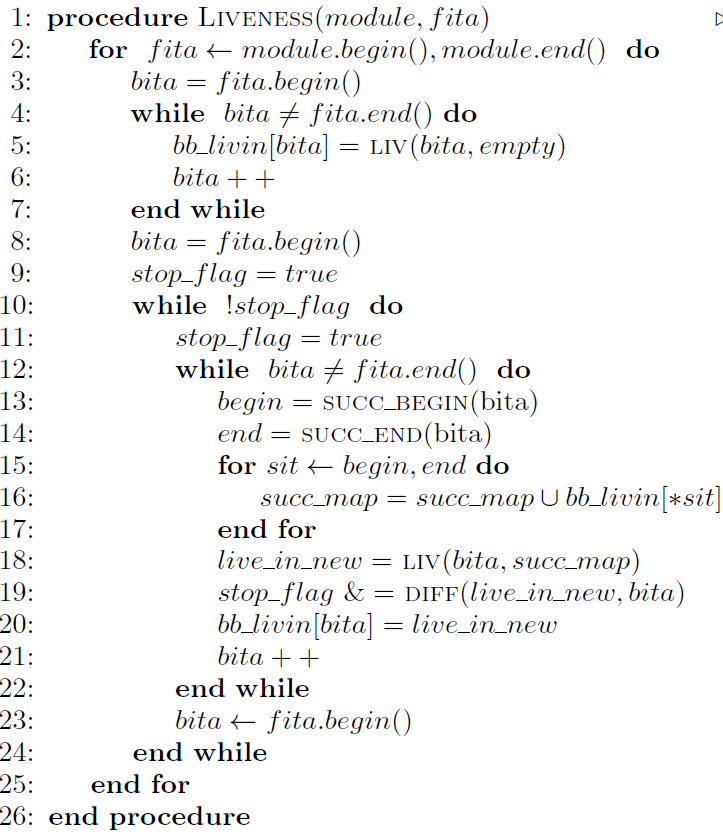 1: procedure LIVENESS(module, fita) ▷
2: for fita ← module.begin(), module.end() do
3: bita = fita.begin()
4: while bita ≠ fita.end() do
5: bb_livin[bita] = LIV(bita, empty)
6: bita + +
7: end while
8: bita = fita.begin()
9: stop_flag = true
10: while !stop_flag do
11: stop_flag = true
12: while bita ≠ fita.end() do
13: begin = SUCC_BEGIN(bita)
14: end = SUCC_END(bita)
15: for sit ← begin, end do
16: succ_map = succ_map ∪ bb_livin[∗sit]
17: end for
18: live_in_new = LIV(bita, succ_map)
19: stop_flag & = DIFF(live_in_new, bita)
20: bb_livin[bita] = live_in_new
21: bita + +
22: end while
23: bita ← fita.begin()
24: end while
25: end for
26: end procedure